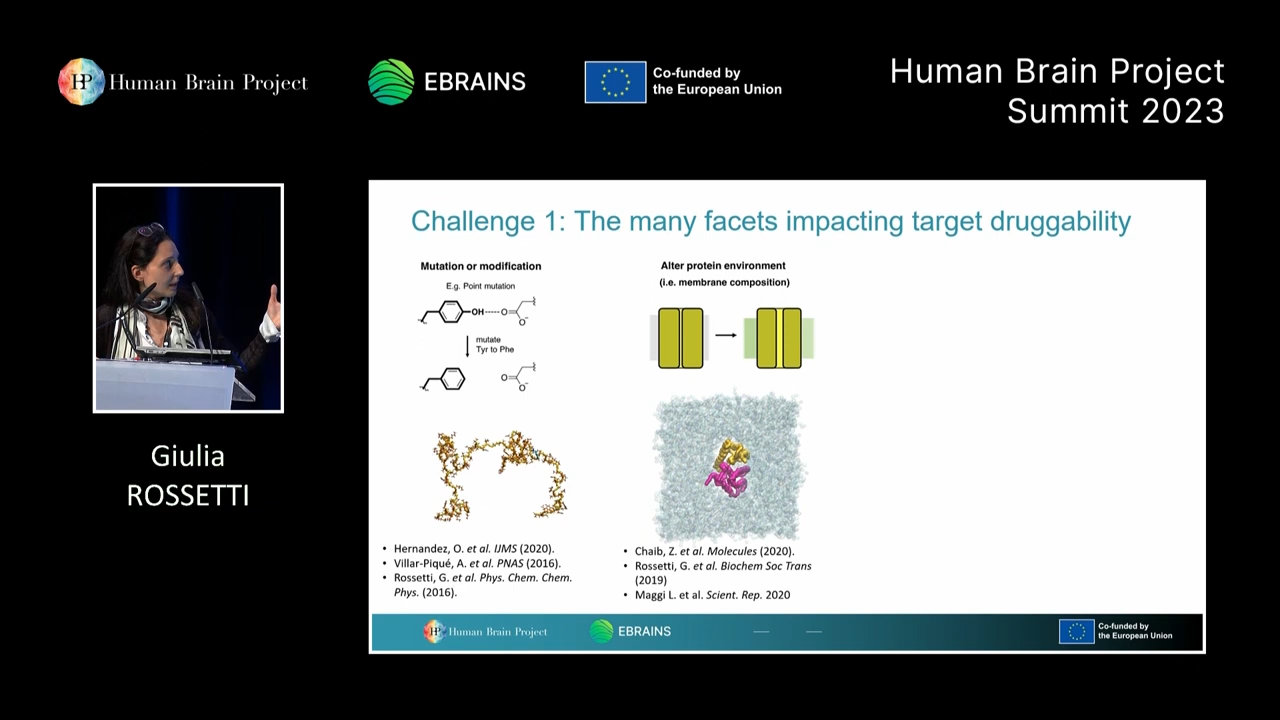 HP Human Brain Project
EBRAINS
Co-funded by
the European Union
Human Brain Project
Summit 2023
Giulia
ROSSETTI
Challenge 1: The many facets impacting target druggability
Mutation or modification
E.g. Point mutation
OH
O
O⁻
mutate
Tyr to Phe
O
O⁻
• Hernandez, O. et al. IJMS (2020).
• Villar-Piqué, A. et al. PNAS (2016).
• Rossetti, G. et al. Phys. Chem. Chem.
Phys. (2016).
Alter protein environment
(i.e. membrane composition)
• Chaib, Z. et al. Molecules (2020).
• Rossetti, G. et al. Biochem Soc Trans
(2019)
• Maggi L. et al. Scient. Rep. 2020
HP Human Brain Project
EBRAINS
Co-funded by
the European Union